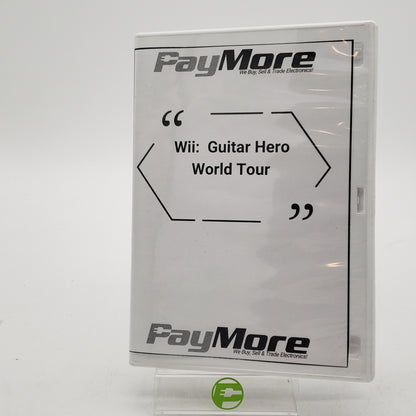 PayMore
We Buy, Sell & Trade Electronics!
“
Wii: Guitar Hero
World Tour
”
PayMore
We Buy, Sell & Trade Electronics!